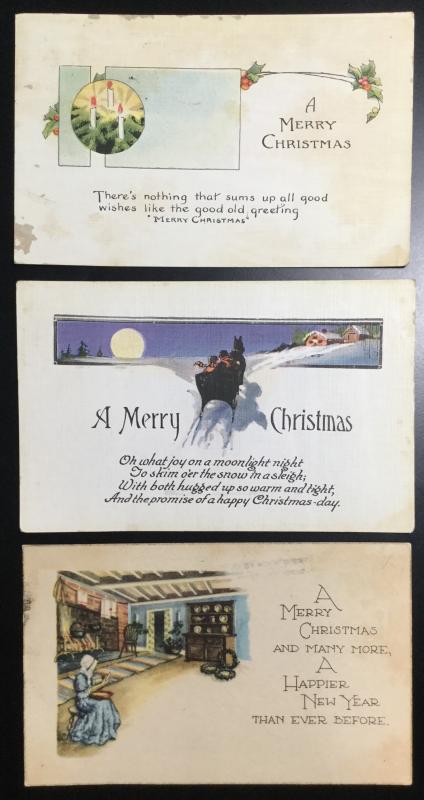 A
MERRY
CHRISTMAS
There's nothing that sums up all good
wishes like the good old greeting
"MERRY CHRISTMAS"
A Merry Christmas
Oh what joy on a moonlight night
To skim o'er the snow in a sleigh;
With both hugged up so warm and tight,
And the promise of a happy Christmas-day.
A
MERRY
CHRISTMAS
AND MANY MORE,
A
HAPPIER
NEW YEAR
THAN EVER BEFORE.